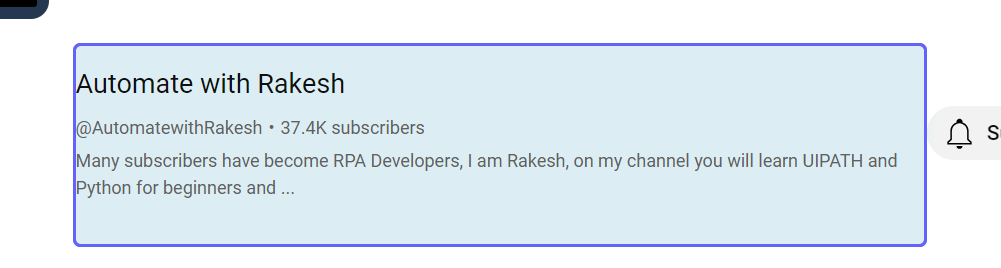 Automate with Rakesh
@AutomatewithRakesh • 37.4K subscribers
Many subscribers have become RPA Developers, I am Rakesh, on my channel you will learn UIPATH and
Python for beginners and ...